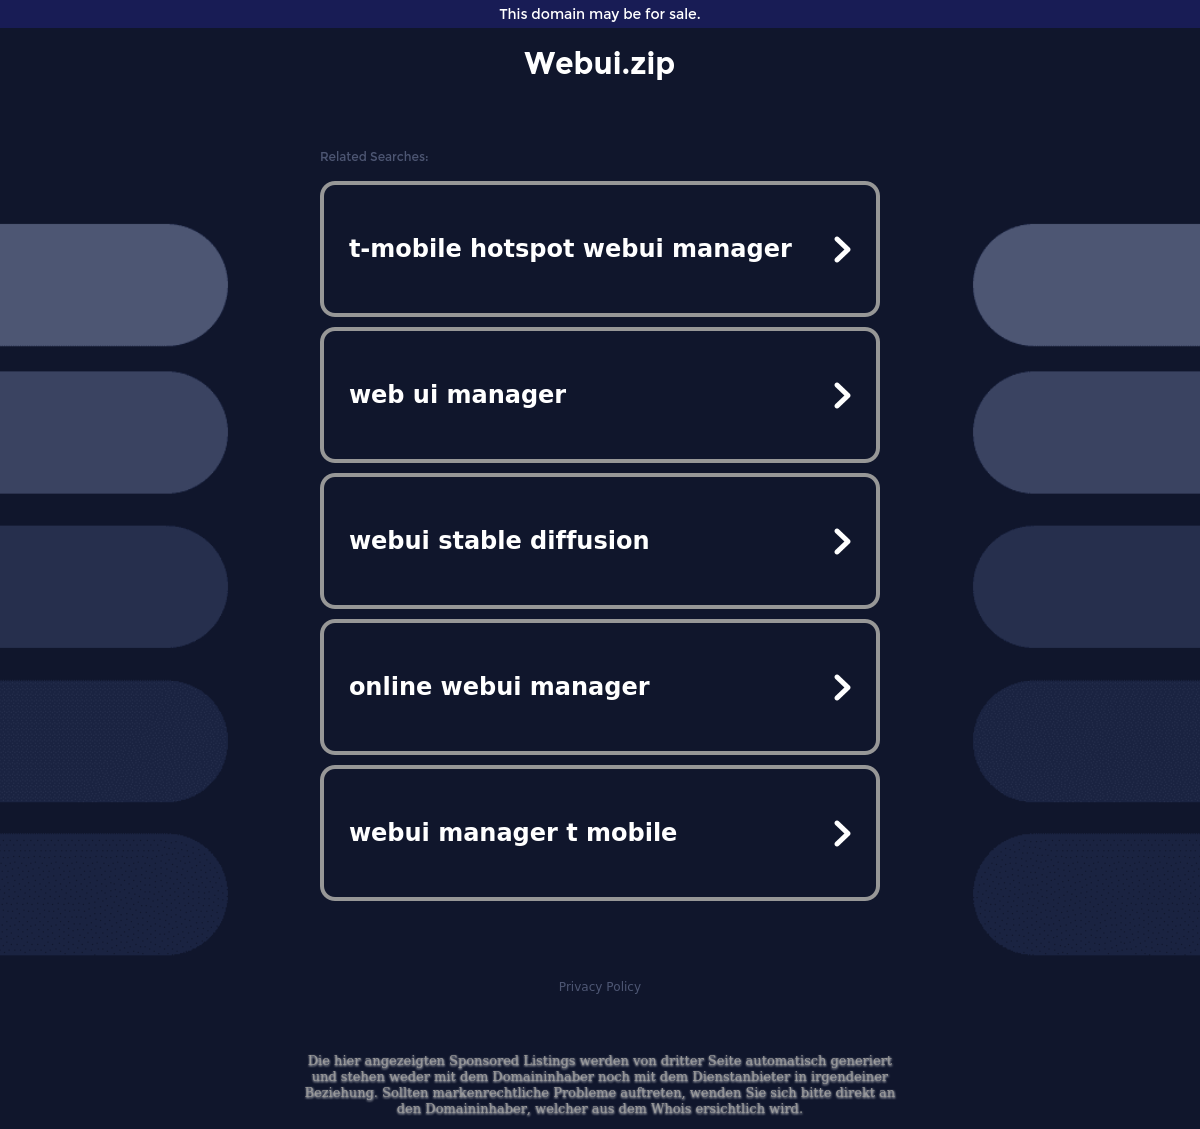 This domain may be for sale.
Webui.zip
Related Searches:
t-mobile hotspot webui manager
web ui manager
webui stable diffusion
online webui manager
webui manager t mobile
Privacy Policy
Die hier angezeigten Sponsored Listings werden von dritter Seite automatisch generiert
und stehen weder mit dem Domaininhaber noch mit dem Dienstanbieter in irgendeiner
Beziehung. Sollten markenrechtliche Probleme auftreten, wenden Sie sich bitte direkt an
den Domaininhaber, welcher aus dem Whois ersichtlich wird.